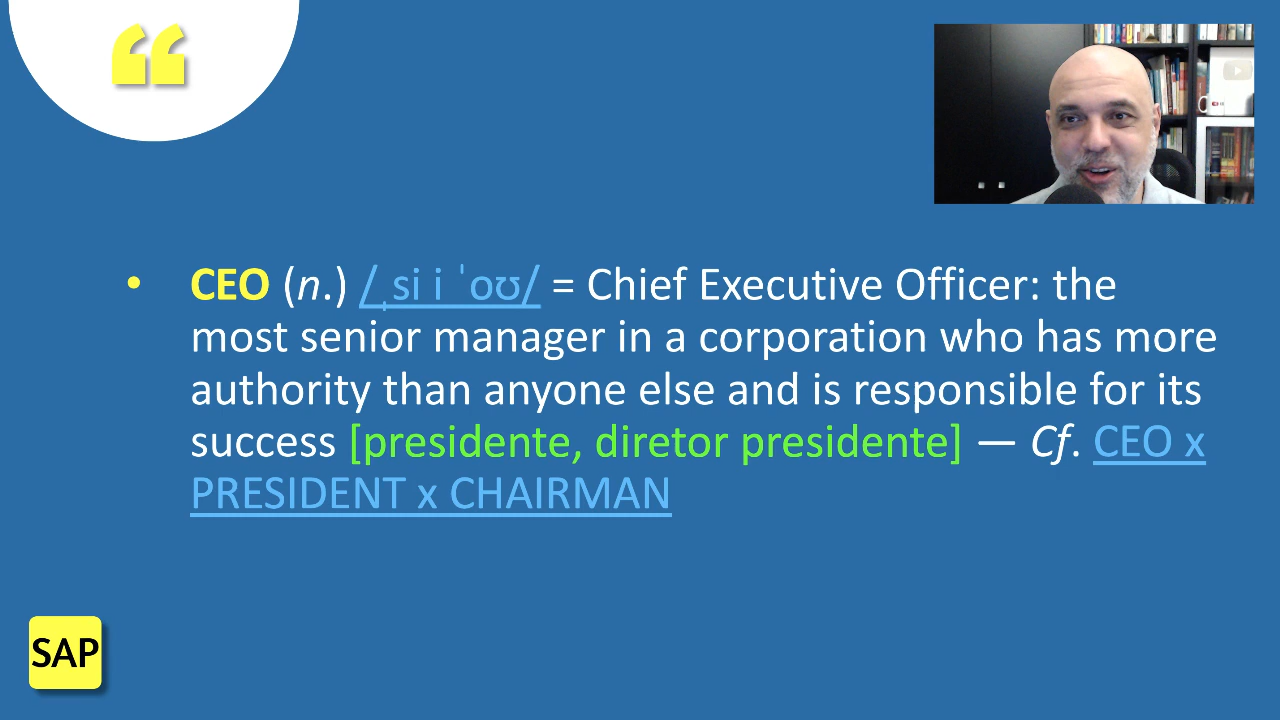 “
• CEO (n.) /ˌsi i ˈoʊ/ = Chief Executive Officer: the
most senior manager in a corporation who has more
authority than anyone else and is responsible for its
success [presidente, diretor presidente] — Cf. CEO x
PRESIDENT x CHAIRMAN
SAP